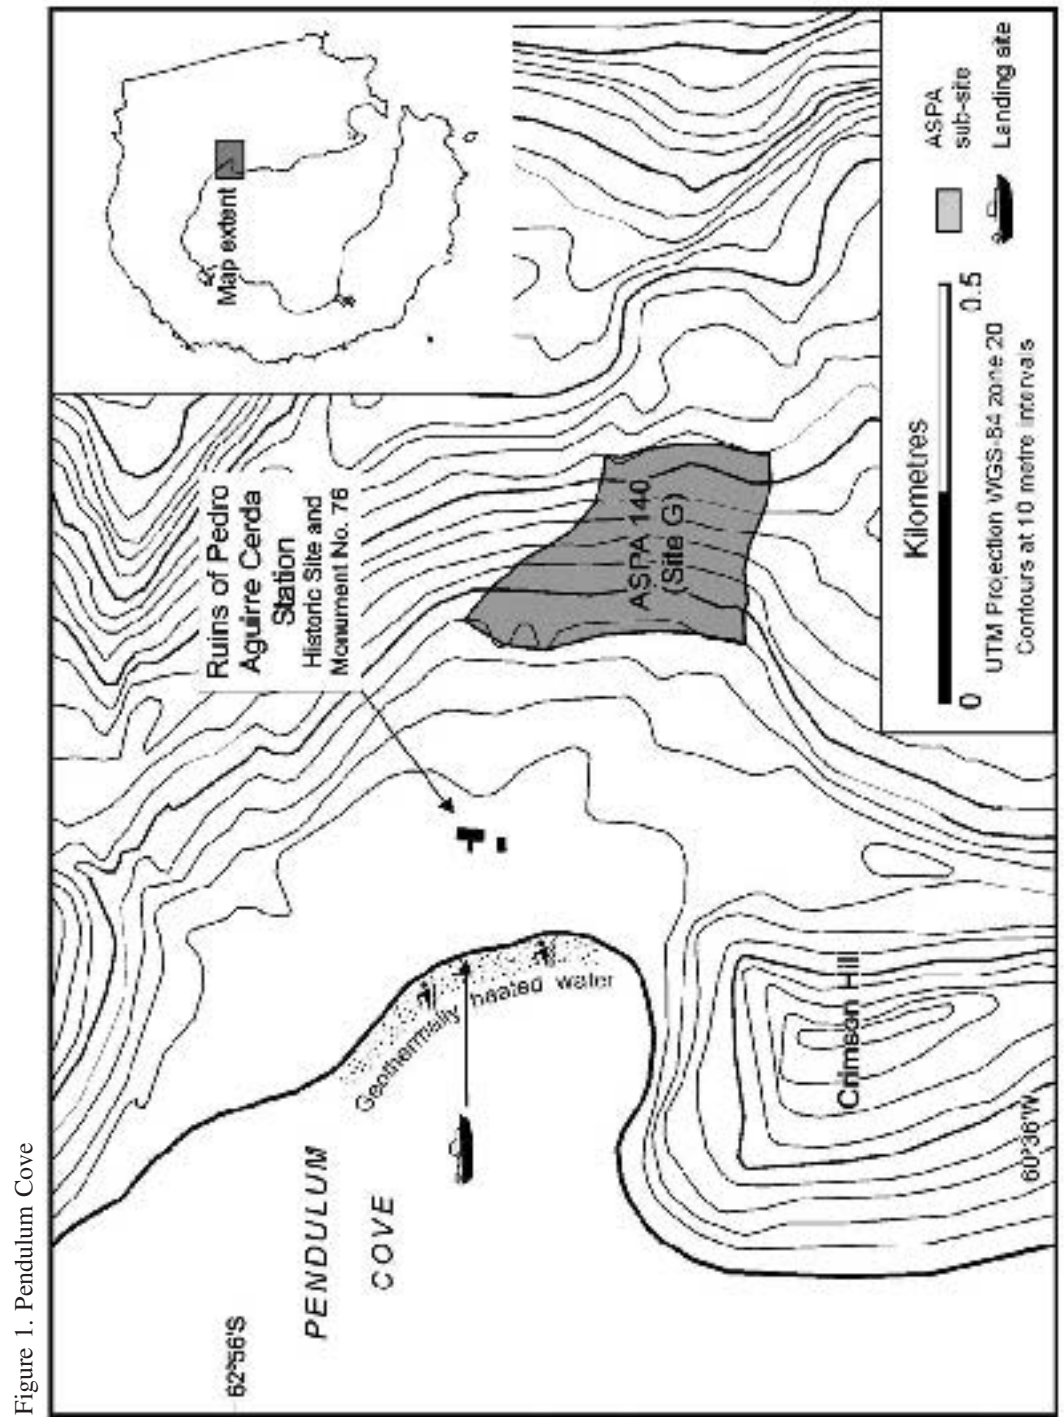 Figure 1. Pendulum Cove
62°56'S
PENDULUM
COVE
Geothermally heated water
Ruins of Pedro
Aguirre Cerda
Station
Historic Site and
Monument No. 76
Map extent
ASPA 140
(Site G)
Crimson Hill
60°36'W
Kilometres
0
0.5
UTM Projection WGS-84 zone 20
Contours at 10 metre intervals
ASPA
sub-site
Landing site